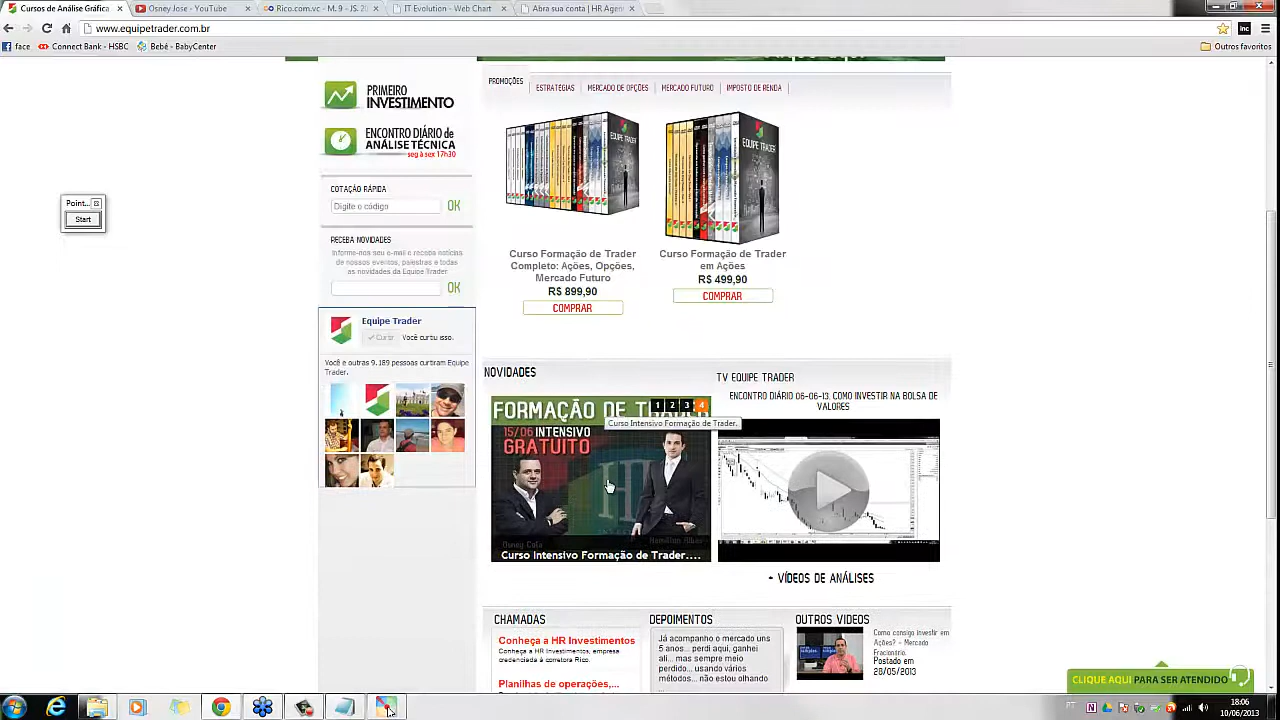 Cursos de Análise Gráfica
Osney Jose - YouTube
Rico.com.vc - M. 9 - JS. 20
IT Evolution - Web Chart
Abra sua conta | HR Agen
www.equipetrader.com.br
face
Connect Bank - HSBC
Bebê - BabyCenter
Outros favoritos
PRIMEIRO
INVESTIMENTO
ENCONTRO DIÁRIO de
ANÁLISE TÉCNICA
seg à sex 17h30
COTAÇÃO RÁPIDA
Digite o código
OK
RECEBA NOVIDADES
Informe-nos seu e-mail e receba notícias
de nossos eventos, palestras e todas
as novidades da Equipe Trader
OK
Equipe Trader
Curtir
Você curtiu isso.
Você e outras 9.189 pessoas curtiram Equipe
Trader.
Point...
Start
PROMOÇÕES
ESTRATÉGIAS
MERCADO DE OPÇÕES
MERCADO FUTURO
IMPOSTO DE RENDA
EQUIPE TRADER
EQUIPE TRADER
Curso Formação de Trader
Completo: Ações, Opções,
Mercado Futuro
R$ 899,90
COMPRAR
Curso Formação de Trader
em Ações
R$ 499,90
COMPRAR
NOVIDADES
FORMAÇÃO DE T
1 2 3 4
Curso Intensivo Formação de Trader.
15/06 INTENSIVO
GRATUITO
Osney Cola
Hamilton Alber
Curso Intensivo Formação de Trader....
TV EQUIPE TRADER
ENCONTRO DIÁRIO 06-06-13. COMO INVESTIR NA BOLSA DE
VALORES
- VÍDEOS DE ANÁLISES
CHAMADAS
Conheça a HR Investimentos
Conheça a HR Investimentos, empresa
credenciada à corretora Rico.
Planilhas de operações,...
DEPOIMENTOS
Já acompanho o mercado uns
5 anos... perdi aqui, ganhei
ali... mas sempre meio
perdido... usando vários
métodos... não estou olhando
OUTROS VIDEOS
Como consigo investir em
Ações? - Mercado
Fracionário.
Postado em
28/05/2013
CLIQUE AQUI PARA SER ATENDIDO
PT
18:06
10/06/2013